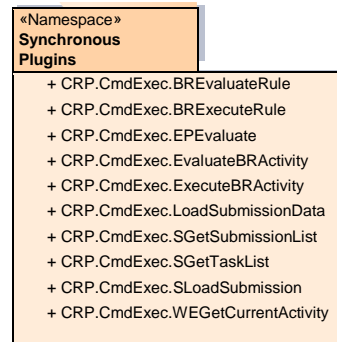 «Namespace»
Synchronous
Plugins
+ CRP.CmdExec.BREvaluateRule
+ CRP.CmdExec.BRExecuteRule
+ CRP.CmdExec.EPEvaluate
+ CRP.CmdExec.EvaluateBRActivity
+ CRP.CmdExec.ExecuteBRActivity
+ CRP.CmdExec.LoadSubmissionData
+ CRP.CmdExec.SGetSubmissionList
+ CRP.CmdExec.SGetTaskList
+ CRP.CmdExec.SLoadSubmission
+ CRP.CmdExec.WEGetCurrentActivity